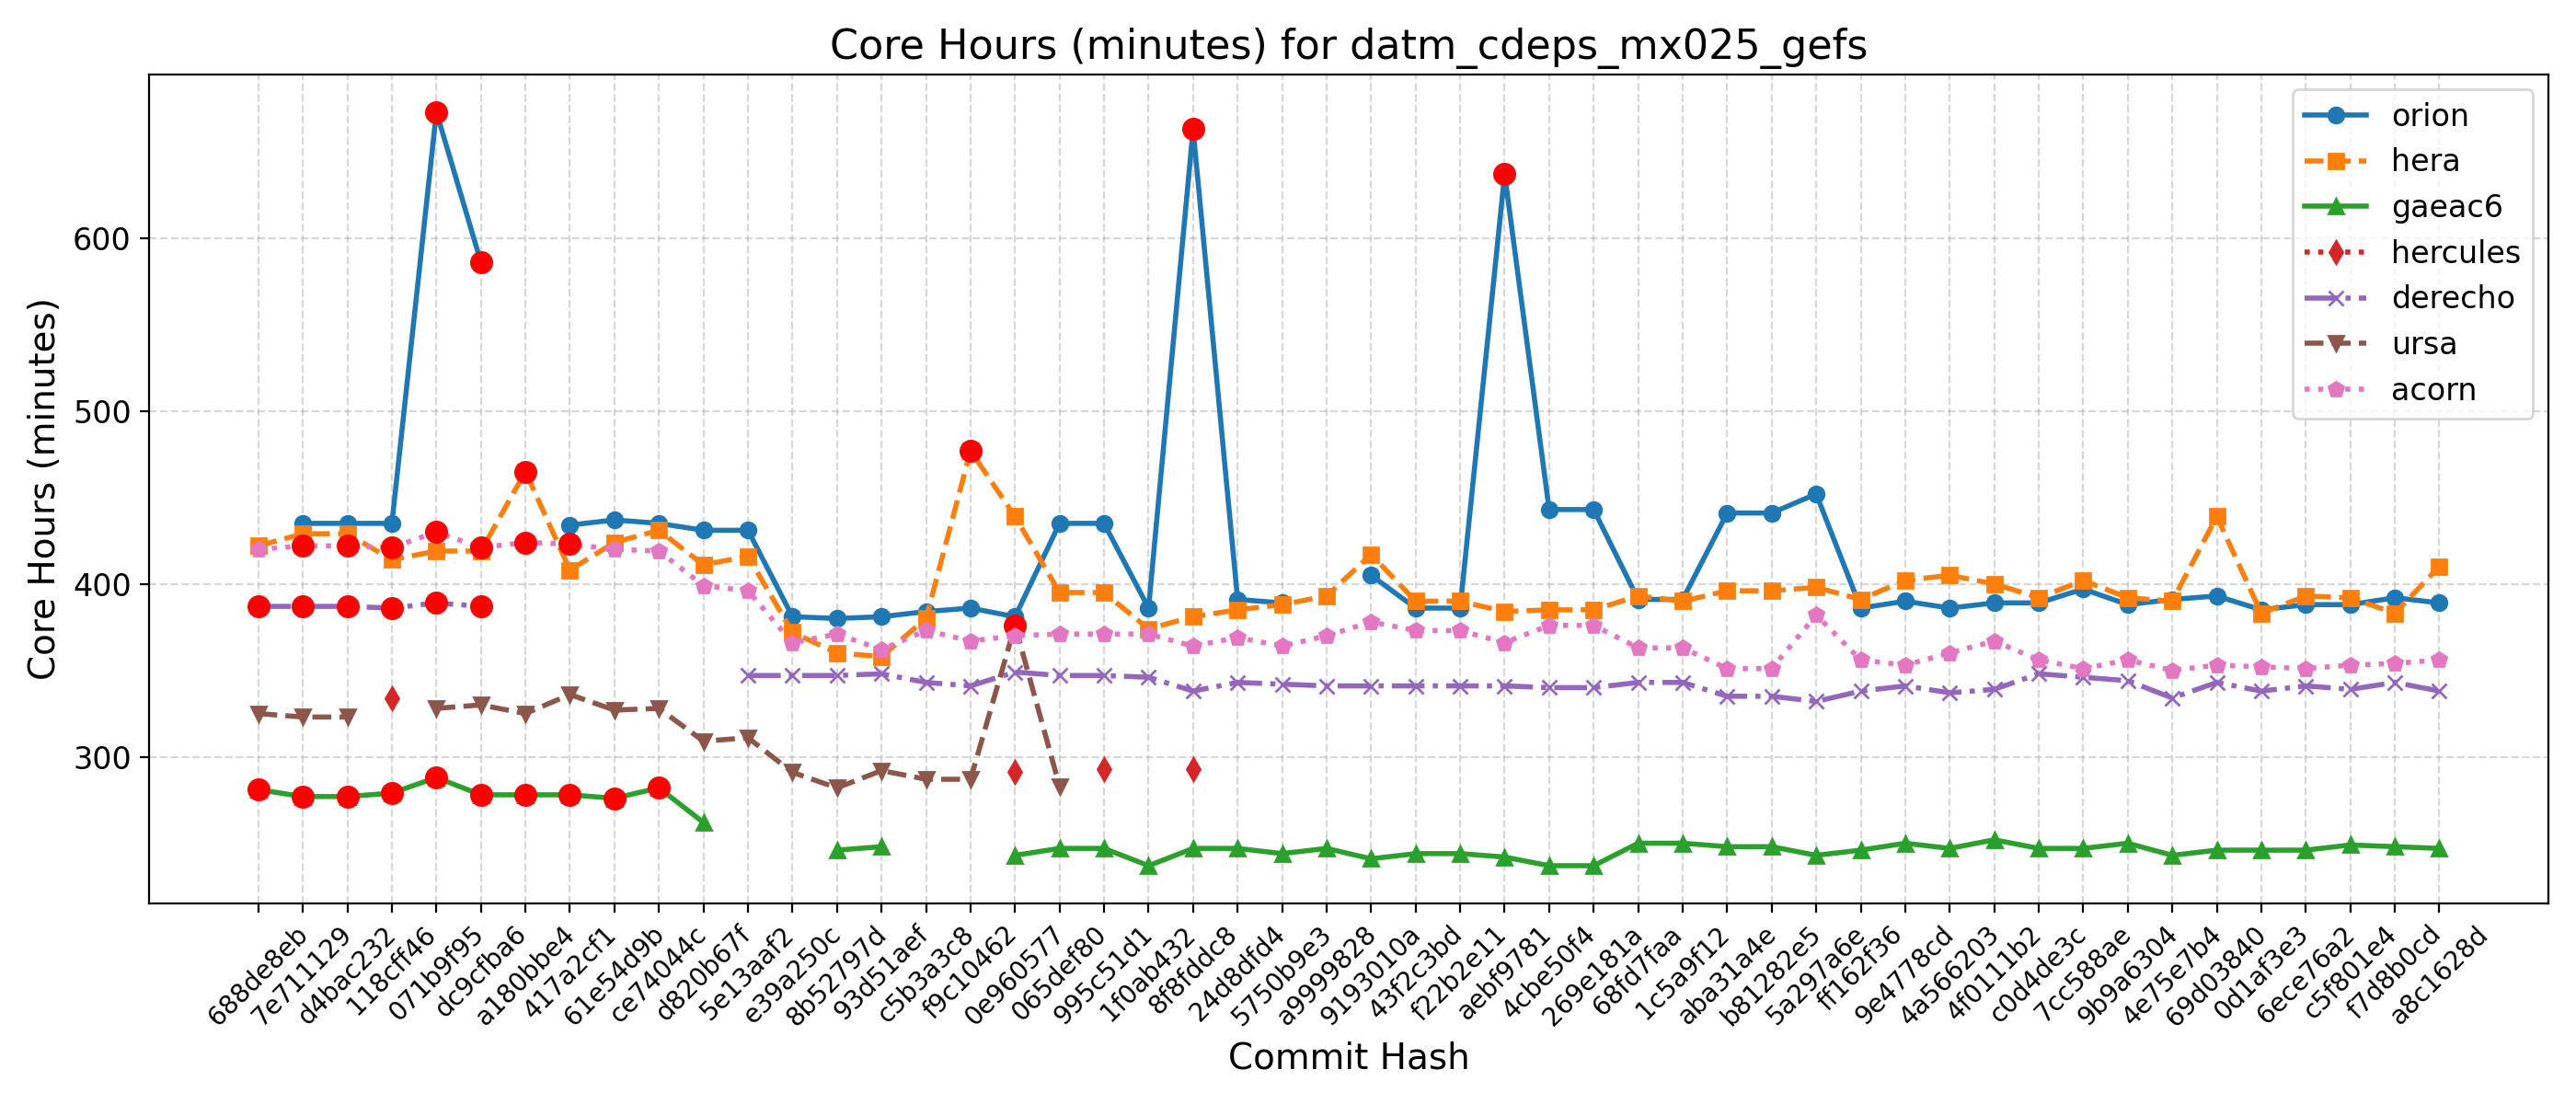 Core Hours (minutes) for datm_cdeps_mx025_gefs
Core Hours (minutes)
600
500
400
300
orion
hera
gaeac6
hercules
derecho
ursa
acorn
688de8eb
7e711129
d4bac232
118cff46
071b9f95
dc9cfba6
a180bbe4
417a2cf1
61e54d9b
ce74044c
d820b67f
5e13aaf2
e39a250c
8b52797d
93d51aef
c5b3a3c8
f9c10462
0e960577
065def80
995c51d1
1f0ab432
8f8fddc8
24d8dfd4
5750b9e3
a9999828
9193010a
43f2c3bd
f22b2e11
aebf9781
4cbe50f4
269e181a
68fd7faa
1c5a9f12
aba31a4e
b81282e5
5a297a6e
ff162f36
9e4778cd
4a566203
4f0111b2
c0d4de3c
7cc588ae
9b9a6304
4e75e7b4
69d03840
0d1af3e3
6ece76a2
c5f801e4
f7d8b0cd
a8c1628d
Commit Hash